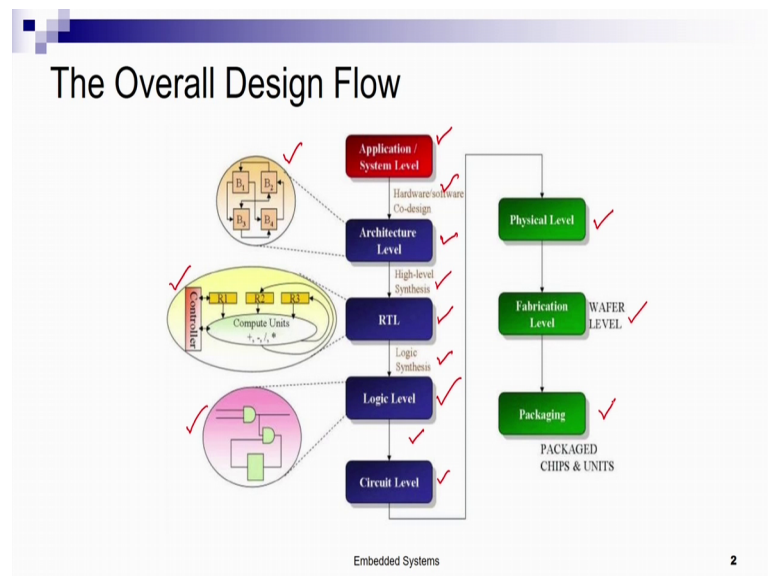 The Overall Design Flow
Application /
System Level
Hardware/software
Co-design
B1
B2
B3
B4
Architecture
Level
High-level
Synthesis
Controller
R1
R2
R3
Compute Units
+, -, /, *
RTL
Logic
Synthesis
Logic Level
Circuit Level
Physical Level
Fabrication
Level
WAFER
LEVEL
Packaging
PACKAGED
CHIPS & UNITS
Embedded Systems
2